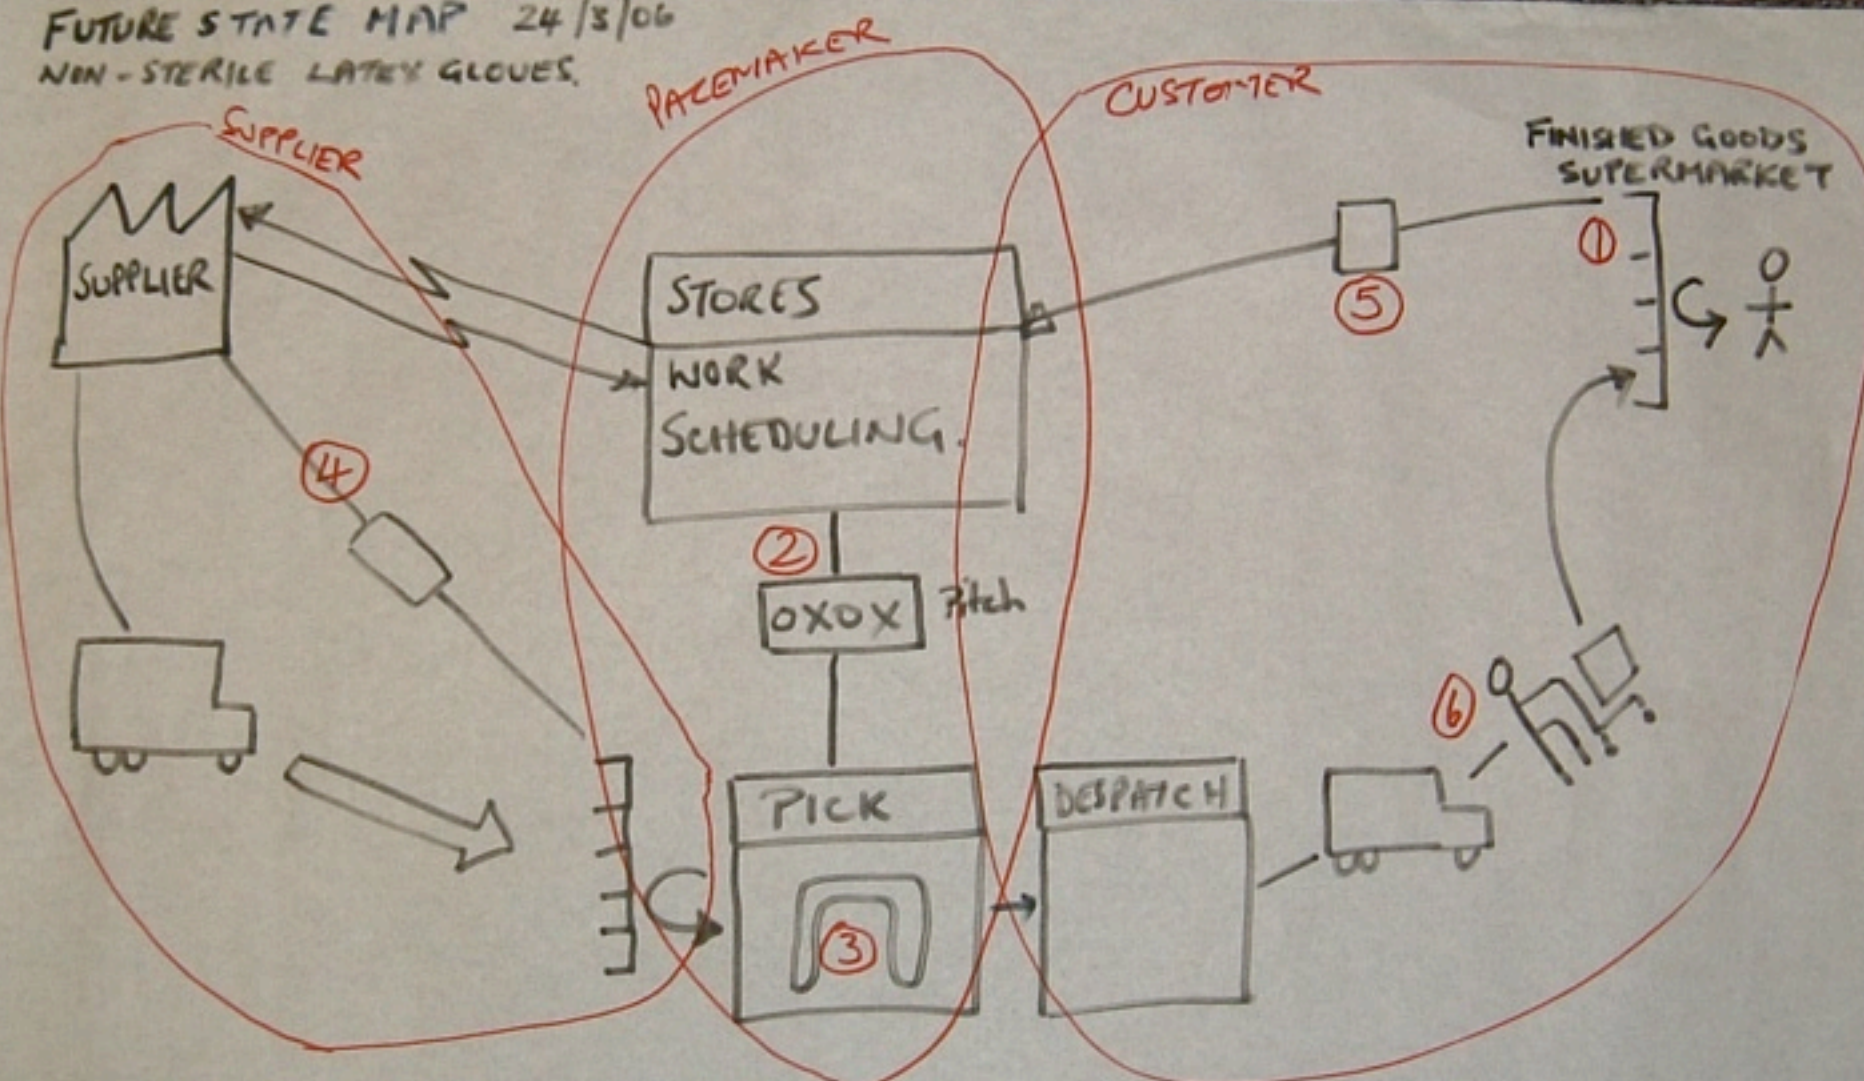 FUTURE STATE MAP 24/3/06
NON-STERILE LATEX GLOVES.
SUPPLIER
PACEMAKER
CUSTOMER
FINISHED GOODS
SUPERMARKET
SUPPLIER
STORES
WORK
SCHEDULING.
1
5
4
2
OXOX
Pitch
6
PICK
DESPATCH
3